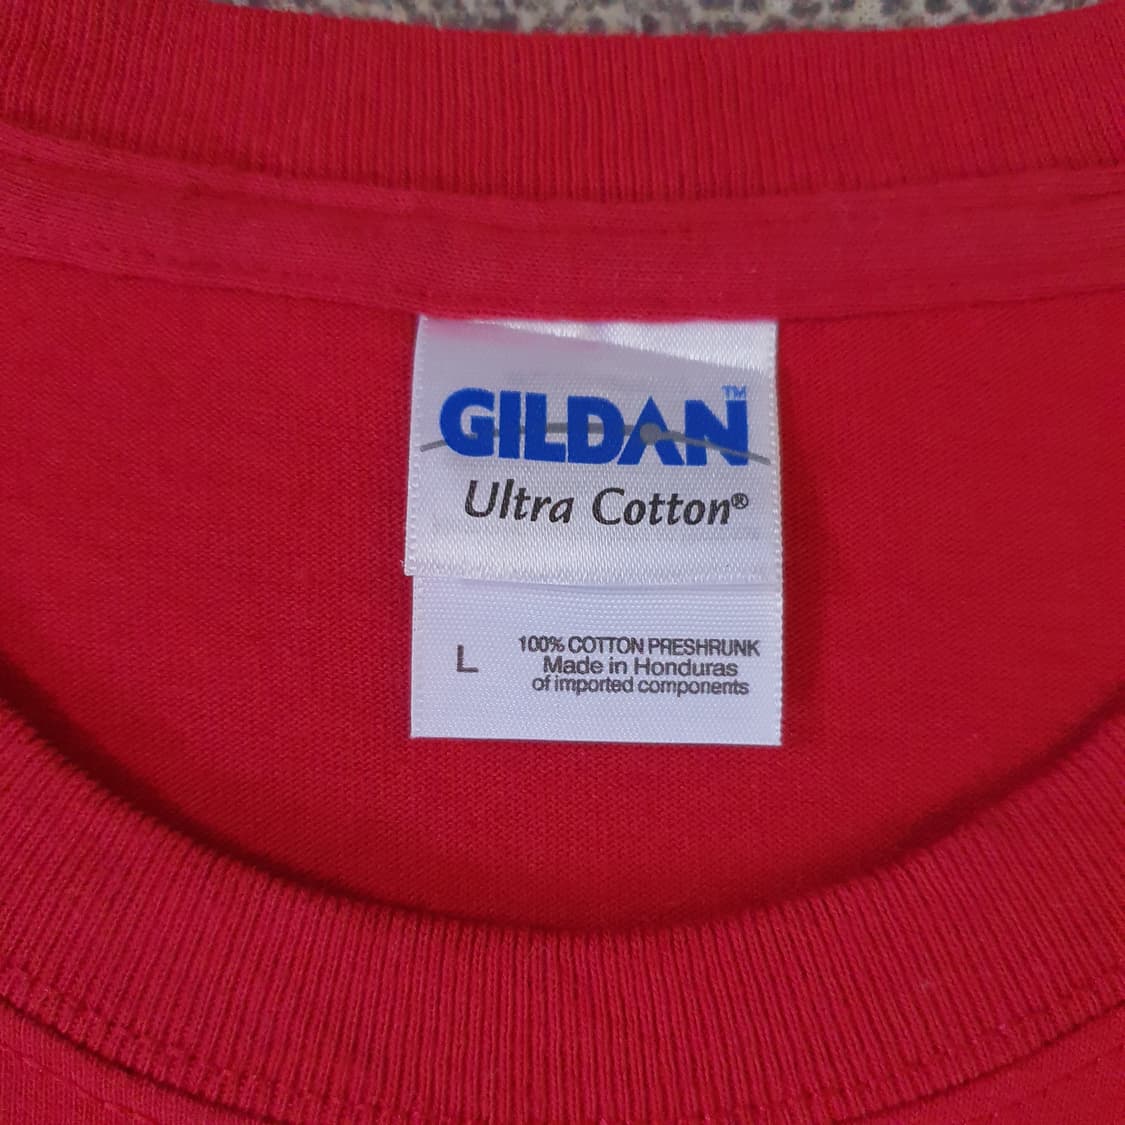 GILDAN™
Ultra Cotton®
L
100% COTTON PRESHRUNK
Made in Honduras
of imported components